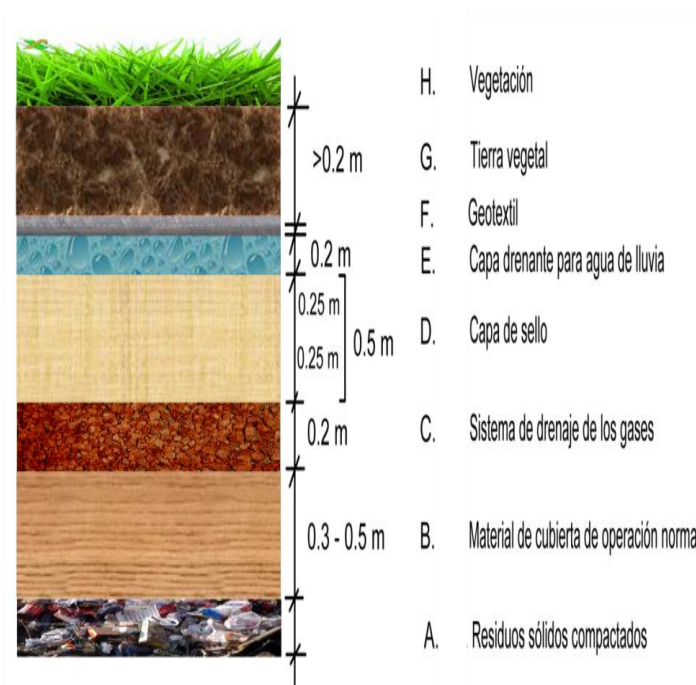 H. Vegetación
>0.2 m G. Tierra vegetal
F. Geotextil
0.2 m E. Capa drenante para agua de lluvia
0.25 m
0.25 m 0.5 m D. Capa de sello
0.2 m C. Sistema de drenaje de los gases
0.3 - 0.5 m B. Material de cubierta de operación norma
A. Residuos sólidos compactados